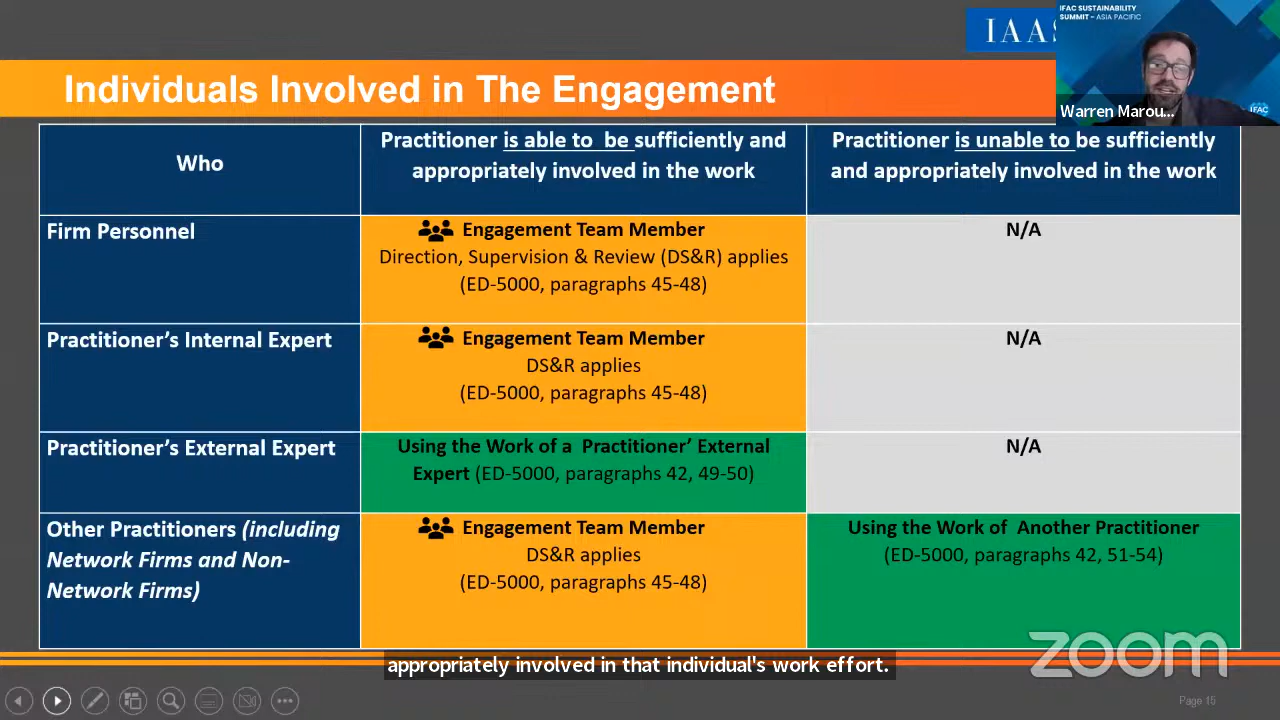 IFAC SUSTAINABILITY
SUMMIT - ASIA PACIFIC
IAAS
Individuals Involved in The Engagement
Warren Marou...
IFAC
Who
Practitioner is able to be sufficiently and
appropriately involved in the work
Practitioner is unable to be sufficiently
and appropriately involved in the work
Firm Personnel
Engagement Team Member
Direction, Supervision & Review (DS&R) applies
(ED-5000, paragraphs 45-48)
N/A
Practitioner's Internal Expert
Engagement Team Member
DS&R applies
(ED-5000, paragraphs 45-48)
N/A
Practitioner's External Expert
Using the Work of a Practitioner' External
Expert (ED-5000, paragraphs 42, 49-50)
N/A
Other Practitioners (including
Network Firms and Non-
Network Firms)
Engagement Team Member
DS&R applies
(ED-5000, paragraphs 45-48)
Using the Work of Another Practitioner
(ED-5000, paragraphs 42, 51-54)
zoom
appropriately involved in that individual's work effort.
Page 15